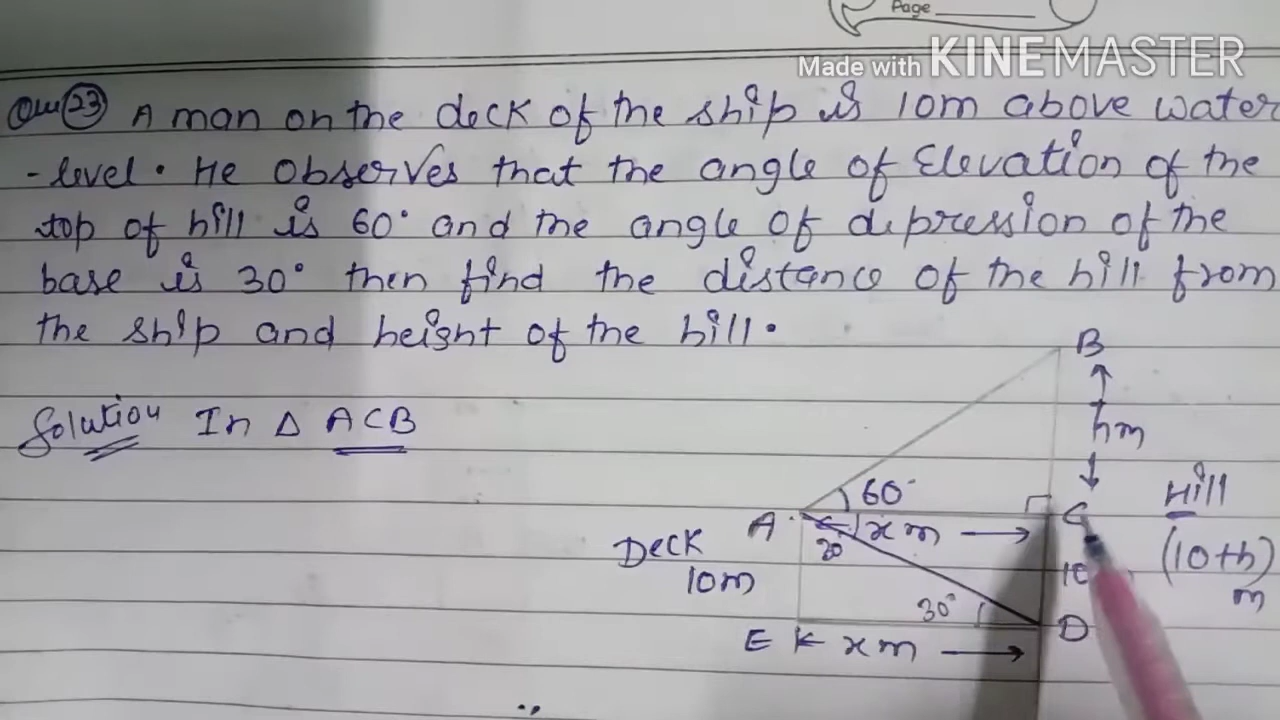 Page
Made with KINEMASTER
Que 23 A man on the deck of the ship is 10m above water
-level. He observes that the angle of Elevation of the
top of hill is 60° and the angle of depression of the
base is 30° then find the distance of the hill from
the ship and height of the hill.
Solution In Δ ACB
B
hm
60°
Hill
A
x m
C
Deck
10m
10
(10+h)
m
30°
E
x m
D